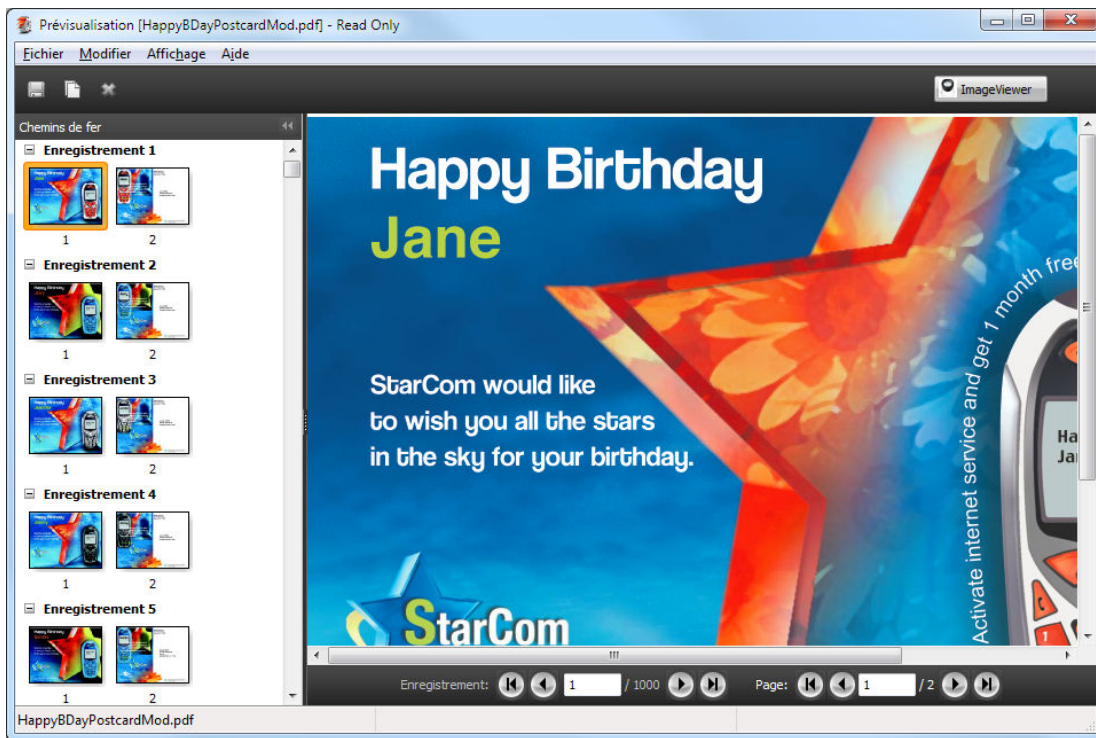 Prévisualisation [HappyBDayPostcardMod.pdf] - Read Only
Fichier Modifier Affichage Aide
ImageViewer
Chemins de fer
Enregistrement 1
1 2
Enregistrement 2
1 2
Enregistrement 3
1 2
Enregistrement 4
1 2
Enregistrement 5
1 2
Happy Birthday
Jane
StarCom would like
to wish you all the stars
in the sky for your birthday.
StarCom
Activate internet service and get 1 month free
Ha
Ja
1
Enregistrement: 1 / 1000 Page: 1 / 2
HappyBDayPostcardMod.pdf